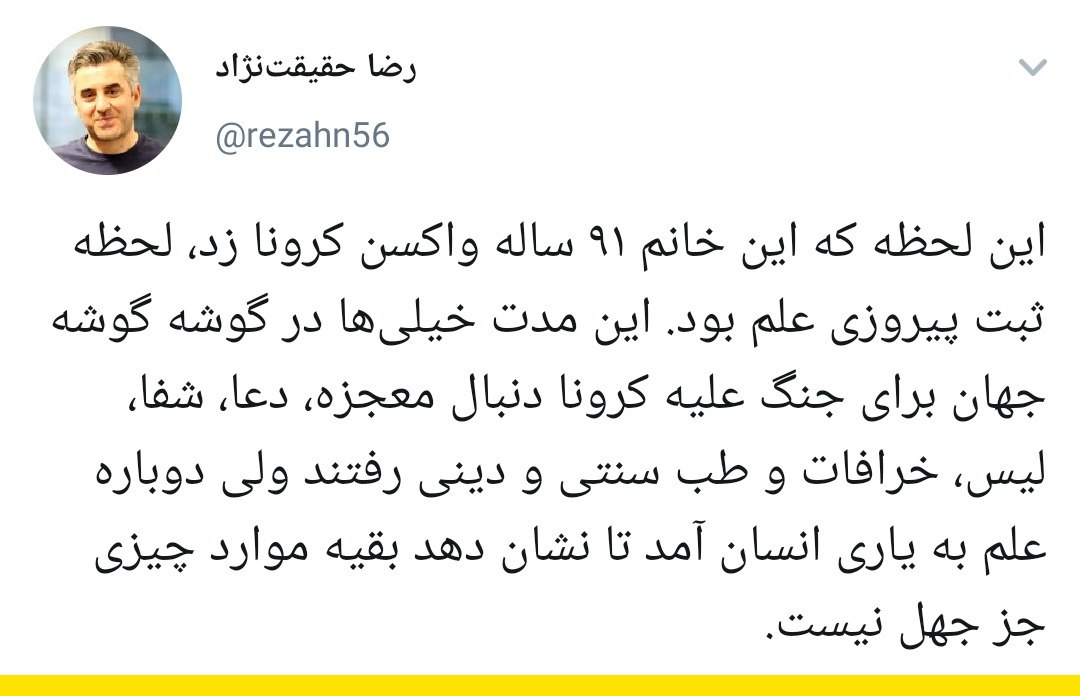 رضا حقیقت‌نژاد
@rezahn56
این لحظه که این خانم ۹۱ ساله واکسن کرونا زد، لحظه
ثبت پیروزی علم بود. این مدت خیلی‌ها در گوشه گوشه
جهان برای جنگ علیه کرونا دنبال معجزه، دعا، شفا،
لیس، خرافات و طب سنتی و دینی رفتند ولی دوباره
علم به یاری انسان آمد تا نشان دهد بقیه موارد چیزی
جز جهل نیست.